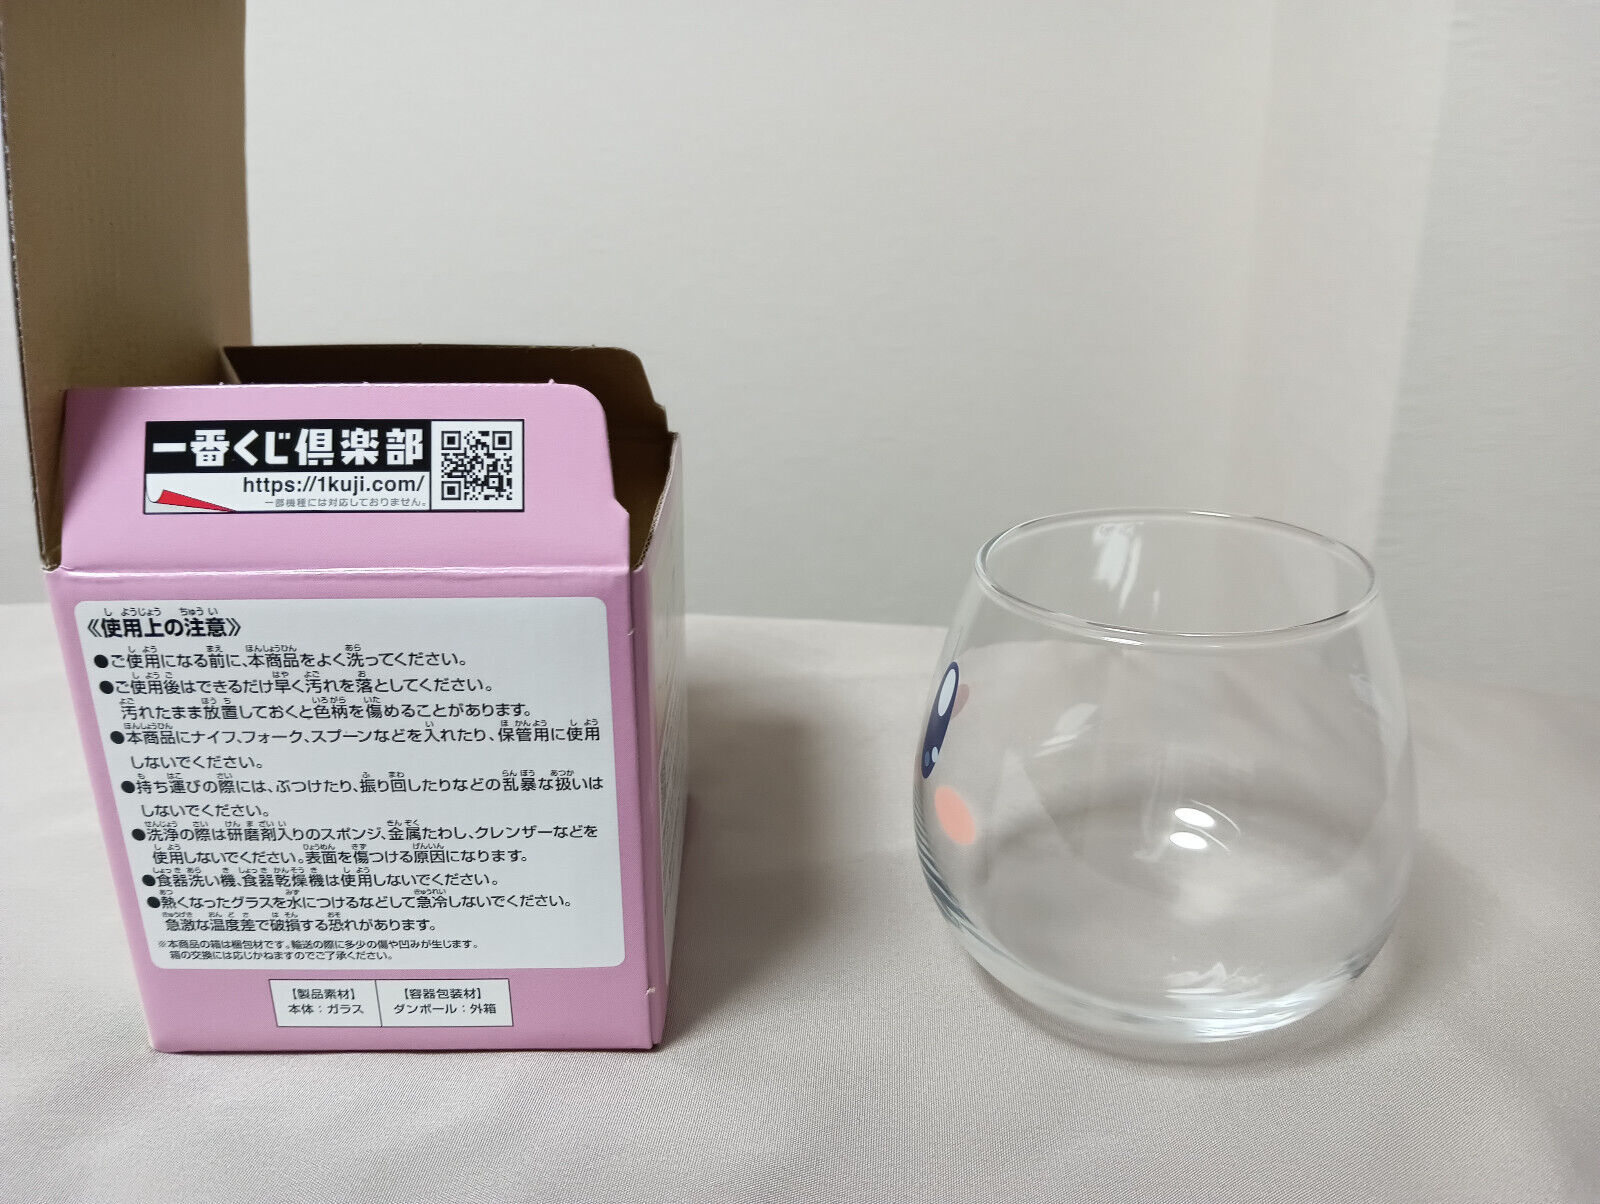 一番くじ倶楽部
https://1kuji.com/
一部機種には対応しておりません。
《使用上の注意》
●ご使用になる前に、本商品をよく洗ってください。
●ご使用後はできるだけ早く汚れを落としてください。
汚れたまま放置しておくと色柄を傷めることがあります。
●本商品にナイフ、フォーク、スプーンなどを入れたり、保管用に使用
しないでください。
●持ち運びの際には、ぶつけたり、振り回したりなどの乱暴な扱いは
しないでください。
●洗浄の際は研磨剤入りのスポンジ、金属たわし、クレンザーなどを
使用しないでください。表面を傷つける原因になります。
●食器洗い機、食器乾燥機は使用しないでください。
●熱くなったグラスを水につけるなどして急冷しないでください。
急激な温度差で破損する恐れがあります。
※本商品の箱は梱包材です。輸送の際に多少の傷や凹みが生じます。
箱の交換には応じかねますのでご了承ください。
【製品素材】
本体：ガラス
【容器包装材】
ダンボール：外箱